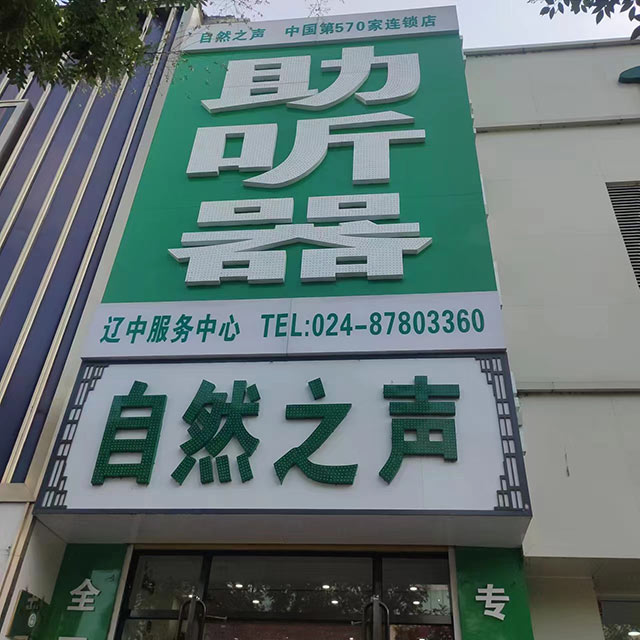 自然之声 中国第570家连锁店
助听器
辽中服务中心 TEL:024-87803360
自然之声
全
专